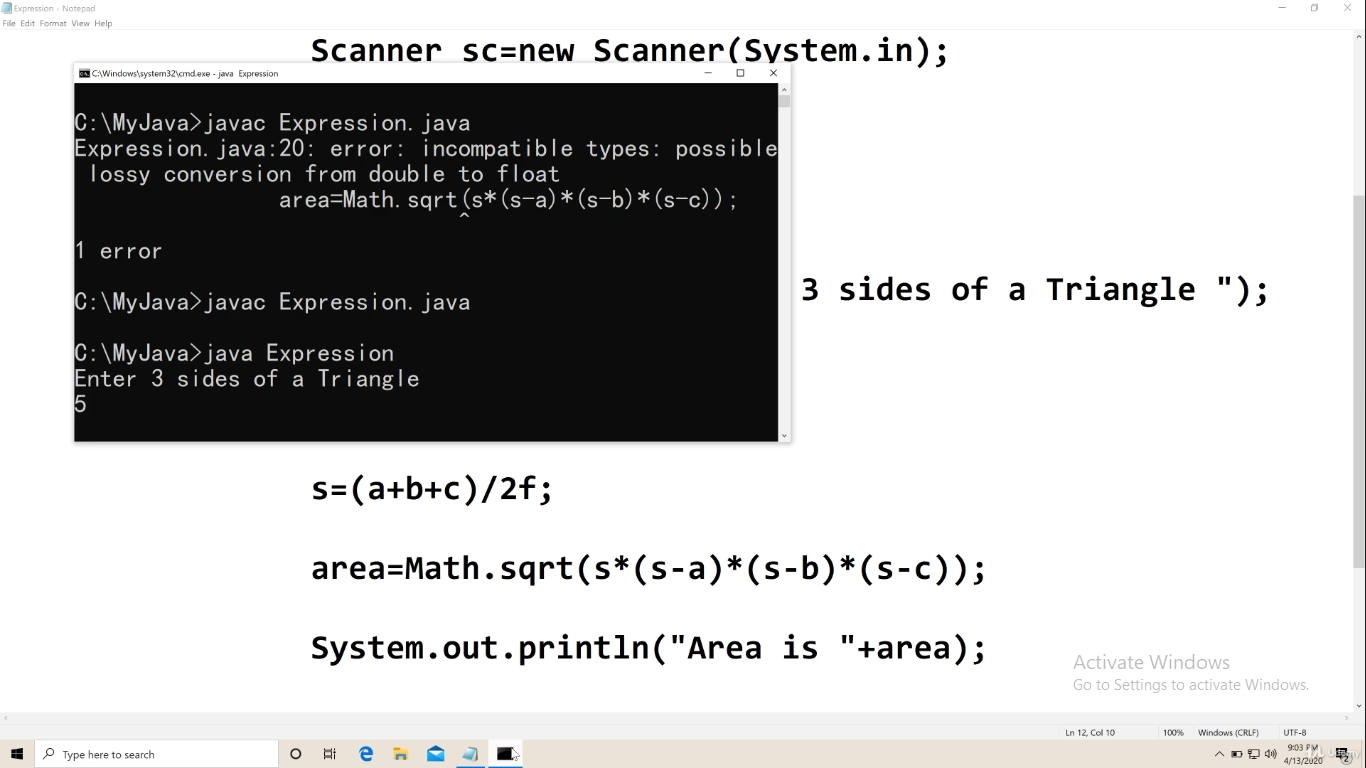 Expression - Notepad
File Edit Format View Help
Scanner sc=new Scanner(System.in);
C:\Windows\system32\cmd.exe - java Expression
C:\MyJava>javac Expression.java
Expression.java:20: error: incompatible types: possible
lossy conversion from double to float
area=Math.sqrt(s*(s-a)*(s-b)*(s-c));
^
1 error
C:\MyJava>javac Expression.java
3 sides of a Triangle ");
C:\MyJava>java Expression
Enter 3 sides of a Triangle
5
s=(a+b+c)/2f;
area=Math.sqrt(s*(s-a)*(s-b)*(s-c));
System.out.println("Area is "+area);
Activate Windows
Go to Settings to activate Windows.
Ln 12, Col 10 100% Windows (CRLF) UTF-8
Type here to search
9:03 PM
4/13/2020
2